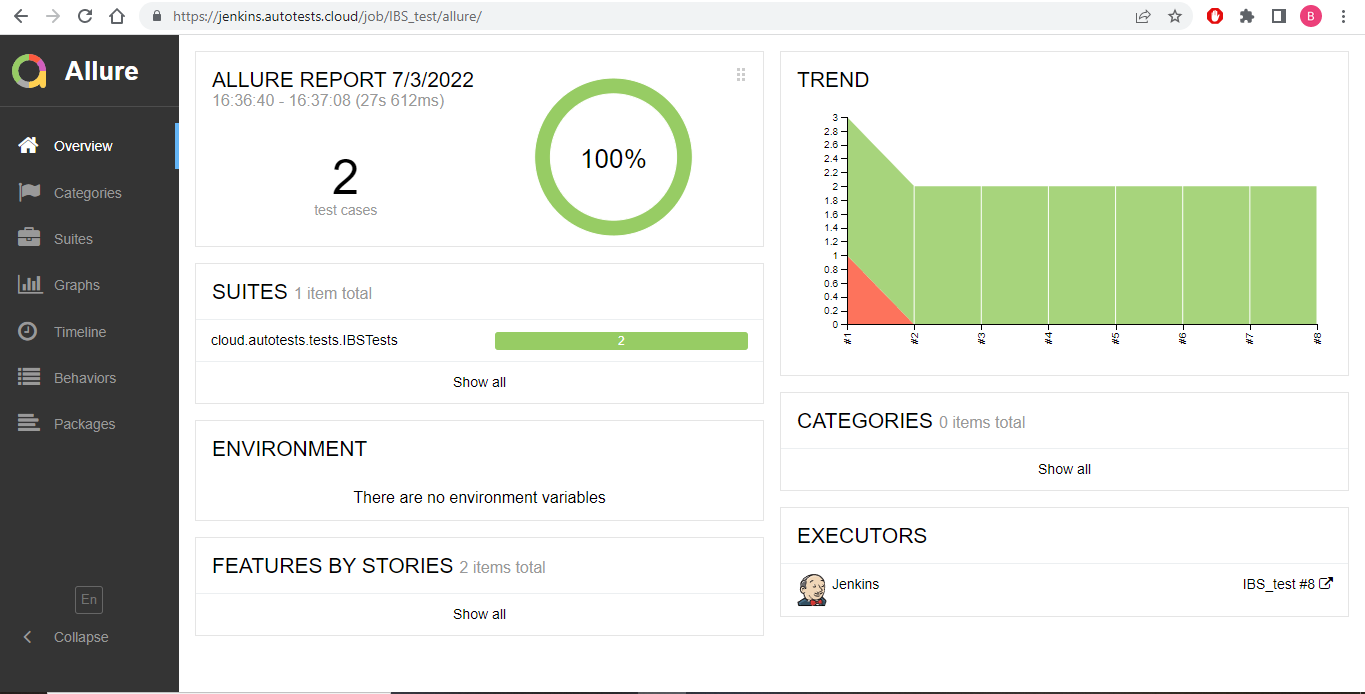 https://jenkins.autotests.cloud/job/IBS_test/allure/
B
Allure
Overview
Categories
Suites
Graphs
Timeline
Behaviors
Packages
En
Collapse
ALLURE REPORT 7/3/2022
16:36:40 - 16:37:08 (27s 612ms)
2
test cases
100%
SUITES 1 item total
cloud.autotests.tests.IBSTests 2
Show all
ENVIRONMENT
There are no environment variables
FEATURES BY STORIES 2 items total
Show all
TREND
3
2.8
2.6
2.4
2.2
2
1.8
1.6
1.4
1.2
1
0.8
0.6
0.4
0.2
0
#1 #2 #3 #4 #5 #6 #7 #8
CATEGORIES 0 items total
Show all
EXECUTORS
Jenkins IBS_test #8